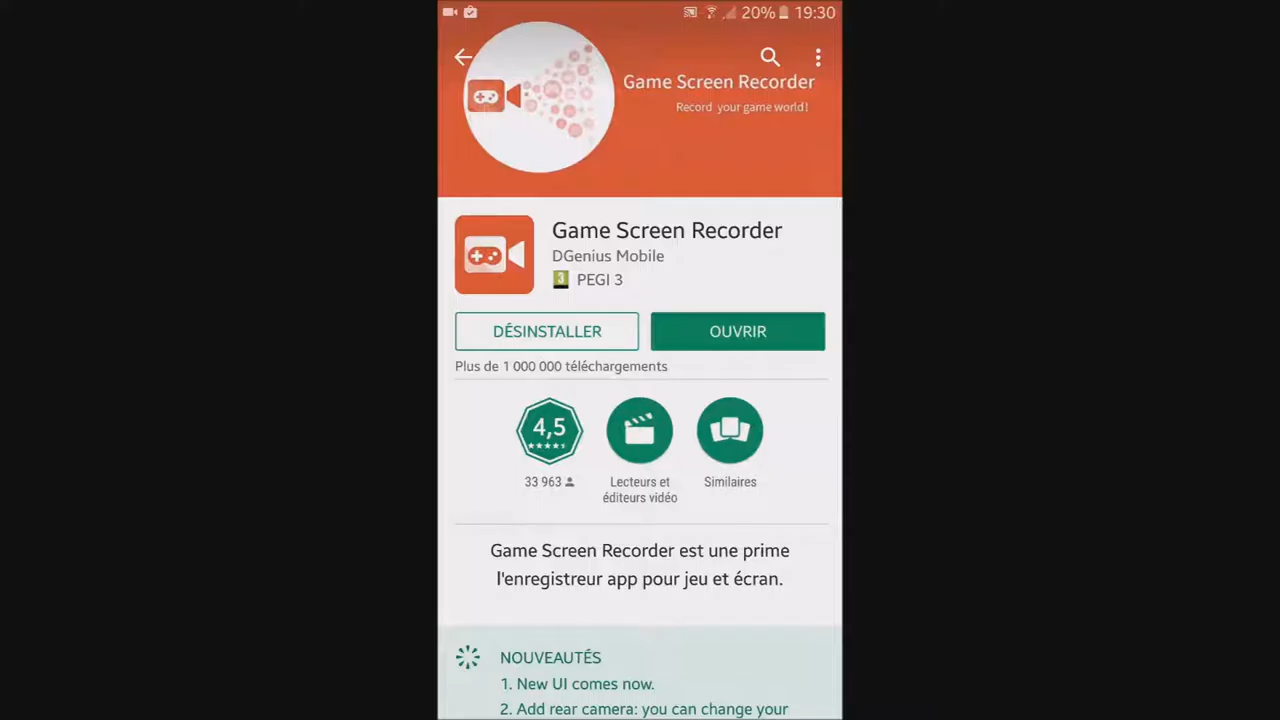 20% 19:30
Game Screen Recorder
Record your game world!
Game Screen Recorder
DGenius Mobile
3 PEGI 3
DÉSINSTALLER
OUVRIR
Plus de 1 000 000 téléchargements
4,5
33 963
Lecteurs et
éditeurs vidéo
Similaires
Game Screen Recorder est une prime
l'enregistreur app pour jeu et écran.
NOUVEAUTÉS
1. New UI comes now.
2. Add rear camera: you can change your